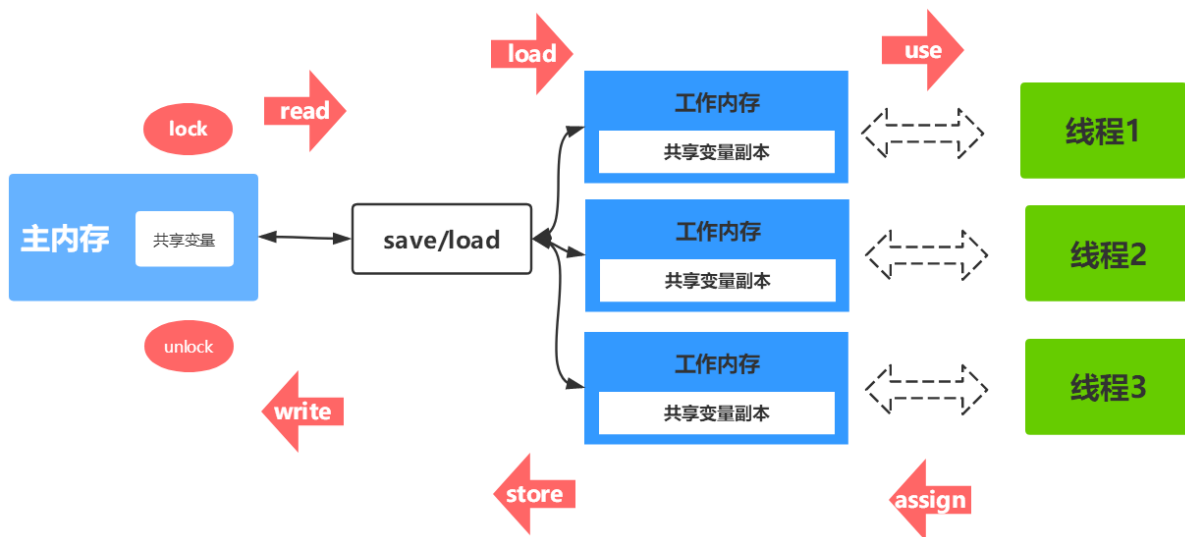 load
use
read
lock
工作内存
共享变量副本
线程1
主内存
共享变量
save/load
工作内存
共享变量副本
线程2
unlock
工作内存
共享变量副本
线程3
write
store
assign